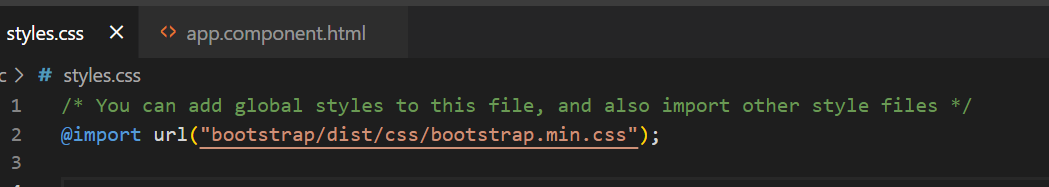 styles.css × <> app.component.html
c > # styles.css
1 /* You can add global styles to this file, and also import other style files */
2 @import url("bootstrap/dist/css/bootstrap.min.css");
3